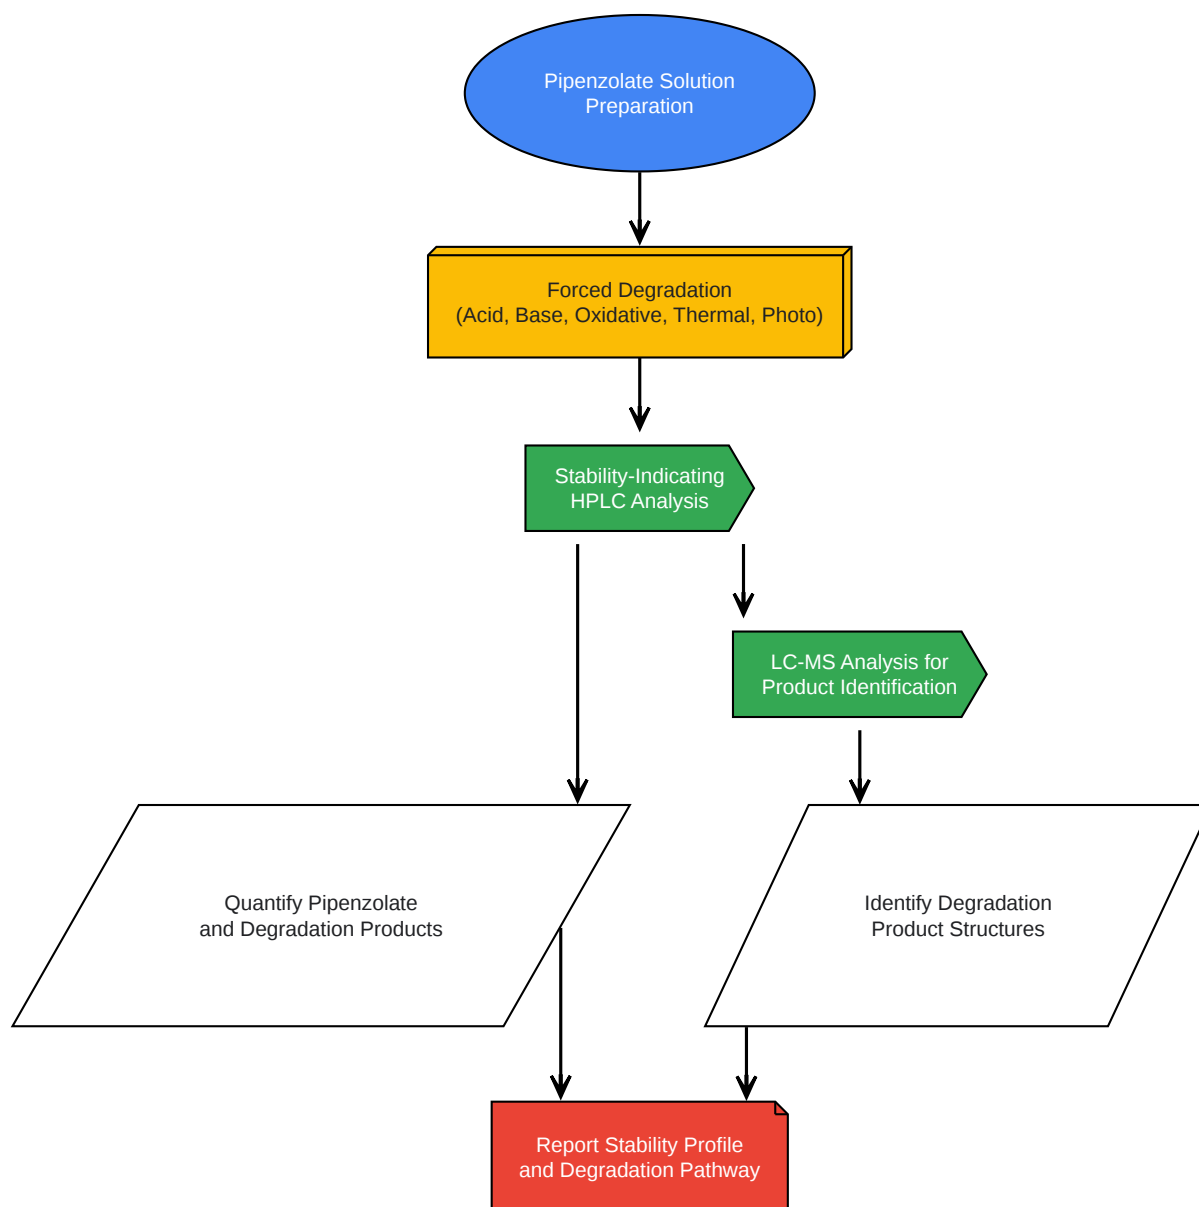 Pipenzolate Solution
Preparation
Forced Degradation
(Acid, Base, Oxidative, Thermal, Photo)
Stability-Indicating
HPLC Analysis
LC-MS Analysis for
Product Identification
Quantify Pipenzolate
and Degradation Products
Identify Degradation
Product Structures
Report Stability Profile
and Degradation Pathway